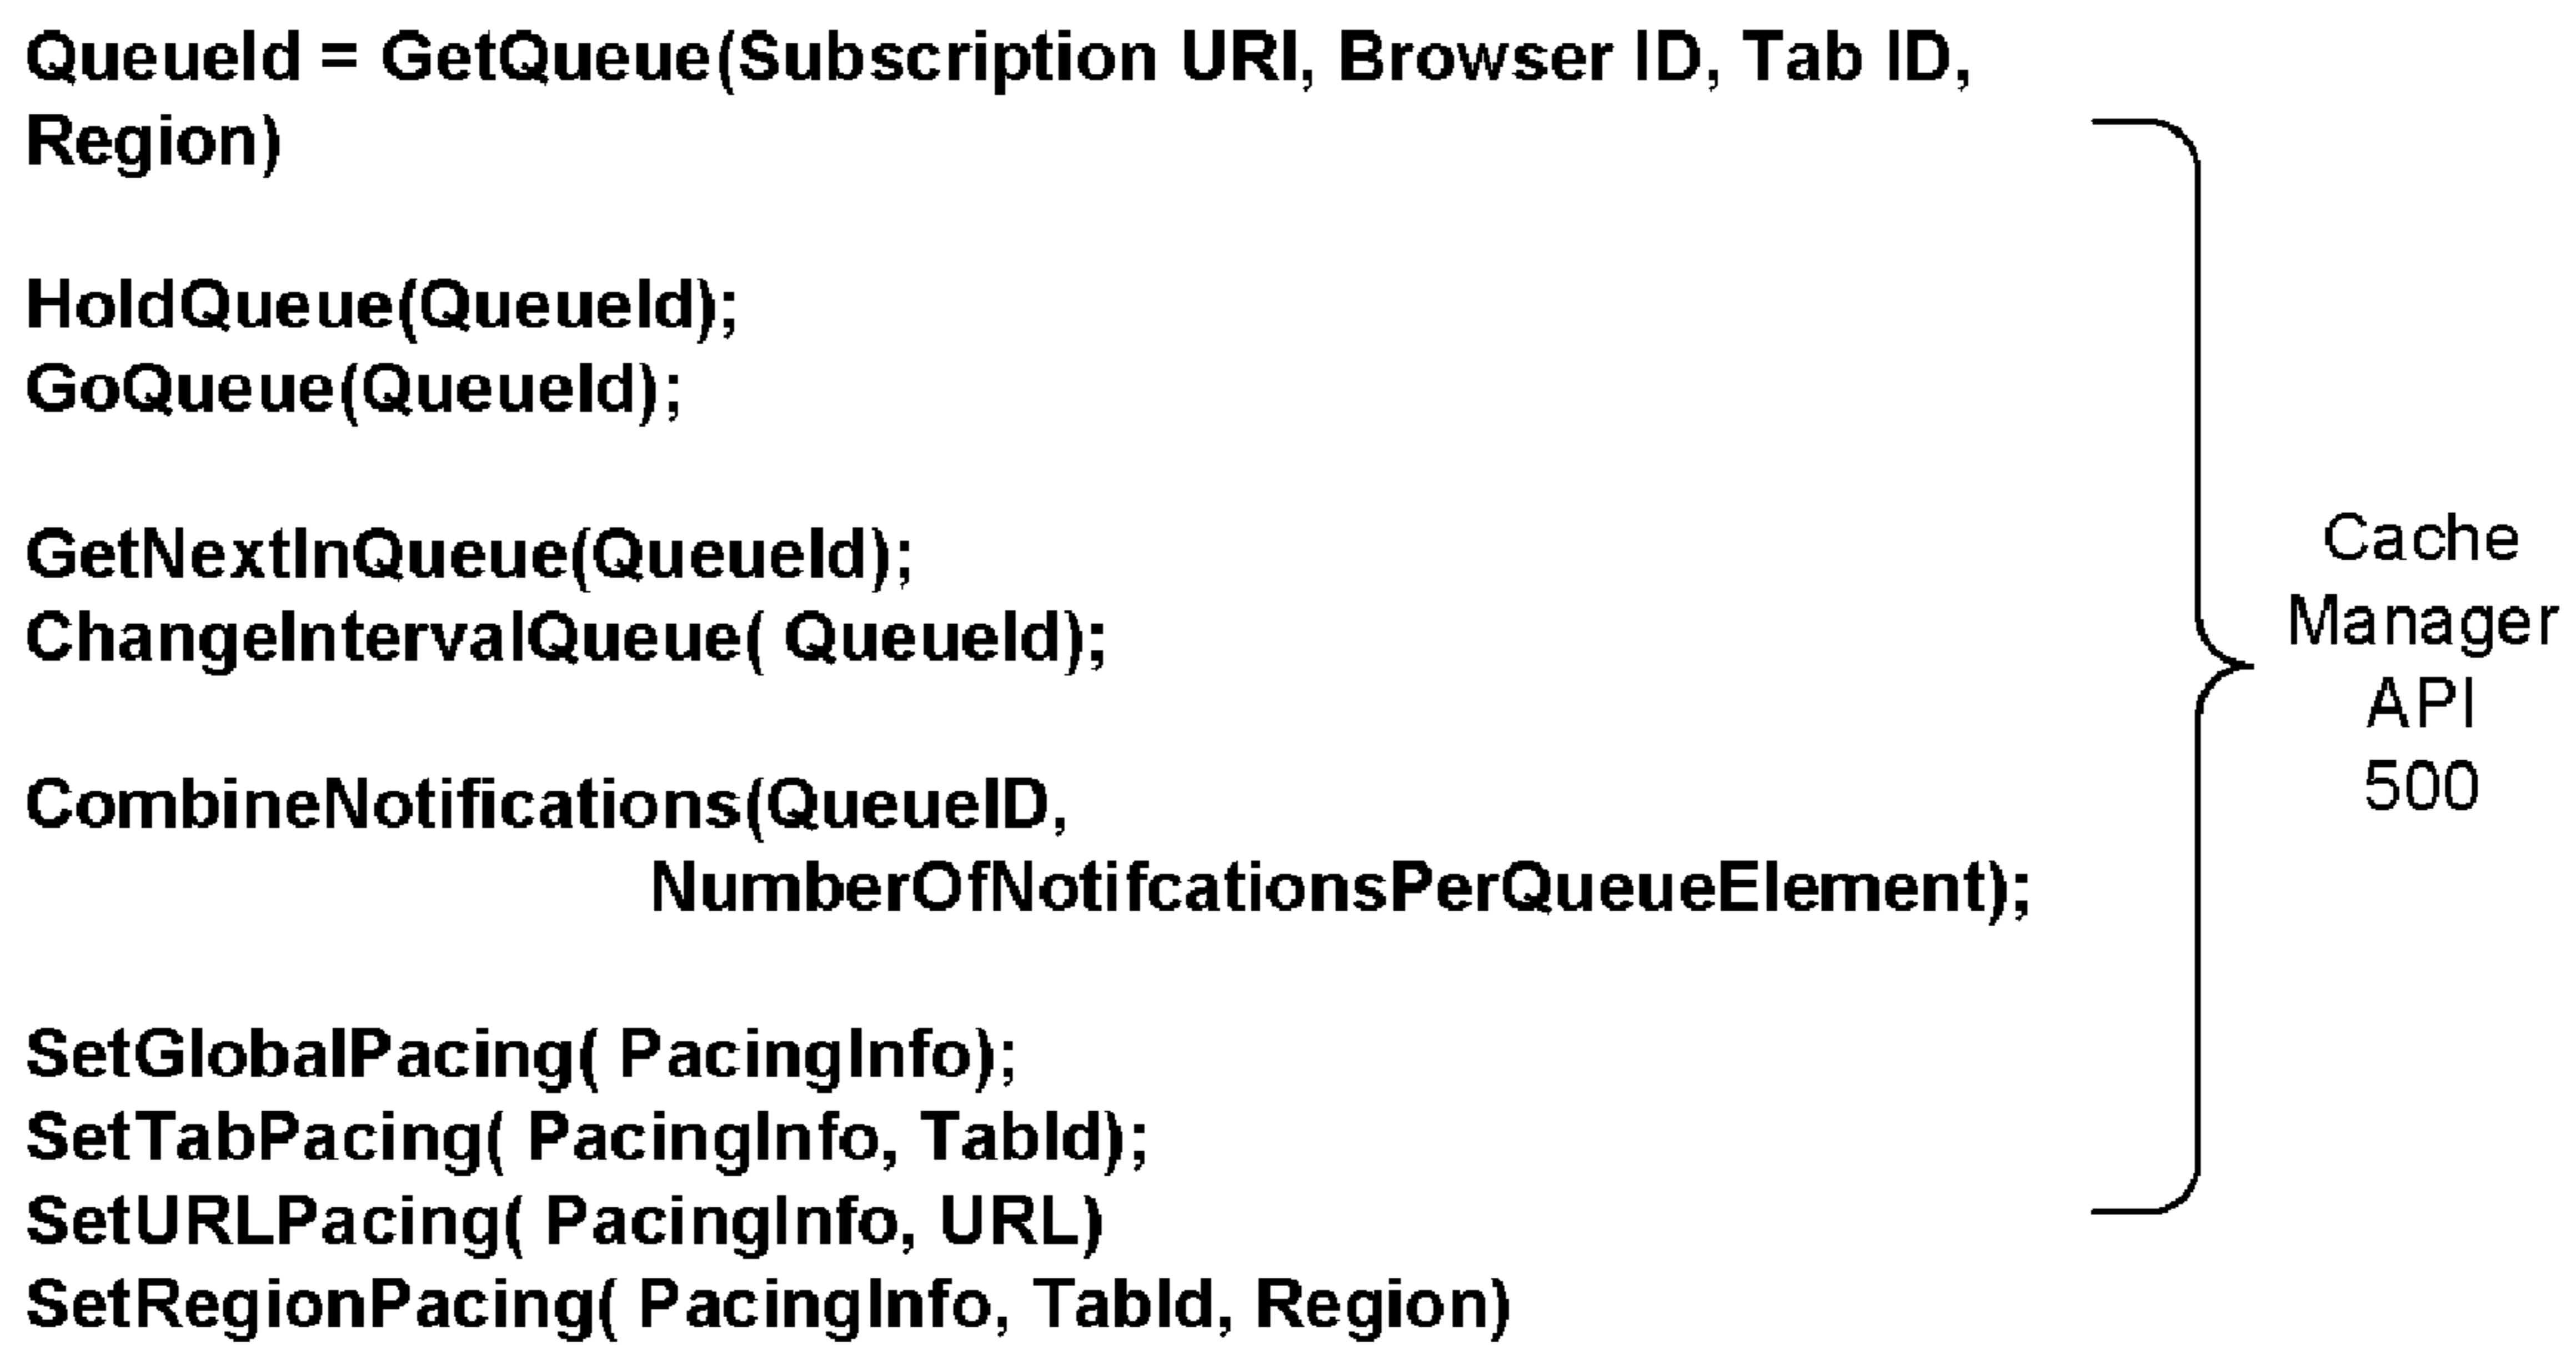 QueueId = GetQueue(Subscription URI, Browser ID, Tab ID,
Region)
HoldQueue(QueueId);
GoQueue(QueueId);
GetNextInQueue(QueueId);
ChangeIntervalQueue( QueueId);
CombineNotifications(QueueID,
NumberOfNotifcationsPerQueueElement);
SetGlobalPacing( PacingInfo);
SetTabPacing( PacingInfo, TabId);
SetURLPacing( PacingInfo, URL)
SetRegionPacing( PacingInfo, TabId, Region)
Cache
Manager
API
500